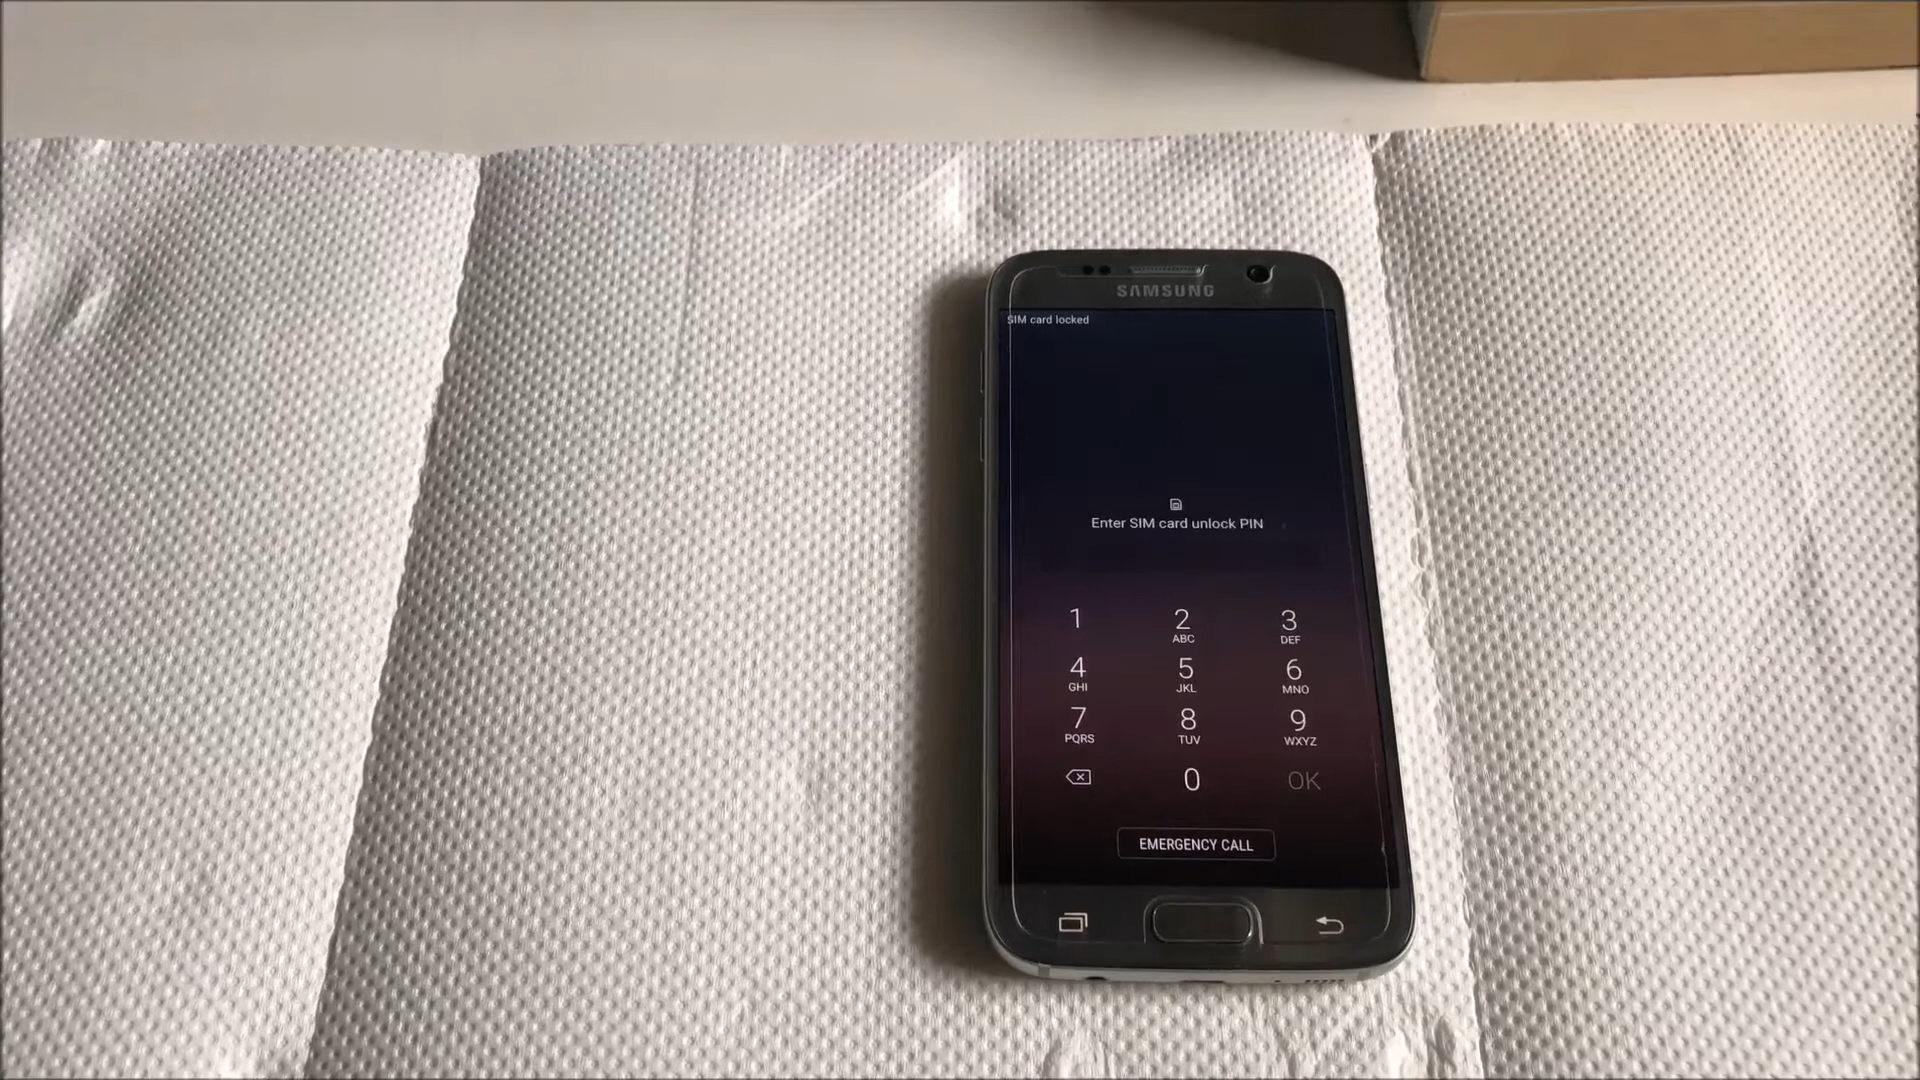 SAMSUNG
SIM card locked
Enter SIM card unlock PIN
1 2 3
ABC DEF
4 5 6
GHI JKL MNO
7 8 9
PQRS TUV WXYZ
0 OK
EMERGENCY CALL